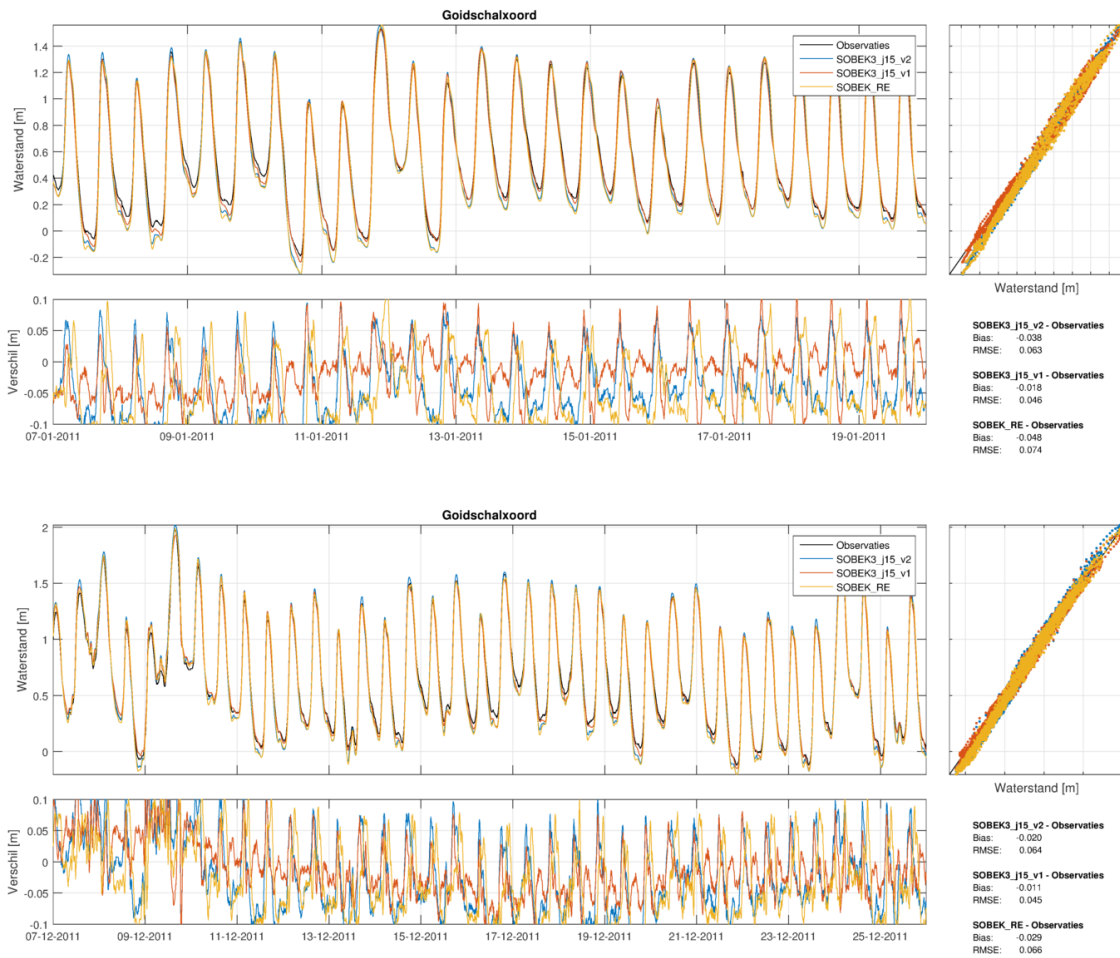 Goidschalxoord
Waterstand [m]
1.4
1.2
1
0.8
0.6
0.4
0.2
0
-0.2
Observaties
SOBEK3_j15_v2
SOBEK3_j15_v1
SOBEK_RE
Waterstand [m]
Verschil [m]
0.1
0.05
0
-0.05
-0.1
07-01-2011 09-01-2011 11-01-2011 13-01-2011 15-01-2011 17-01-2011 19-01-2011
SOBEK3_j15_v2 - Observaties
Bias: -0.038
RMSE: 0.063
SOBEK3_j15_v1 - Observaties
Bias: -0.018
RMSE: 0.046
SOBEK_RE - Observaties
Bias: -0.048
RMSE: 0.074
Goidschalxoord
Waterstand [m]
2
1.5
1
0.5
0
Observaties
SOBEK3_j15_v2
SOBEK3_j15_v1
SOBEK_RE
Waterstand [m]
Verschil [m]
0.1
0.05
0
-0.05
-0.1
07-12-2011 09-12-2011 11-12-2011 13-12-2011 15-12-2011 17-12-2011 19-12-2011 21-12-2011 23-12-2011 25-12-2011
SOBEK3_j15_v2 - Observaties
Bias: -0.020
RMSE: 0.064
SOBEK3_j15_v1 - Observaties
Bias: -0.011
RMSE: 0.045
SOBEK_RE - Observaties
Bias: -0.029
RMSE: 0.066